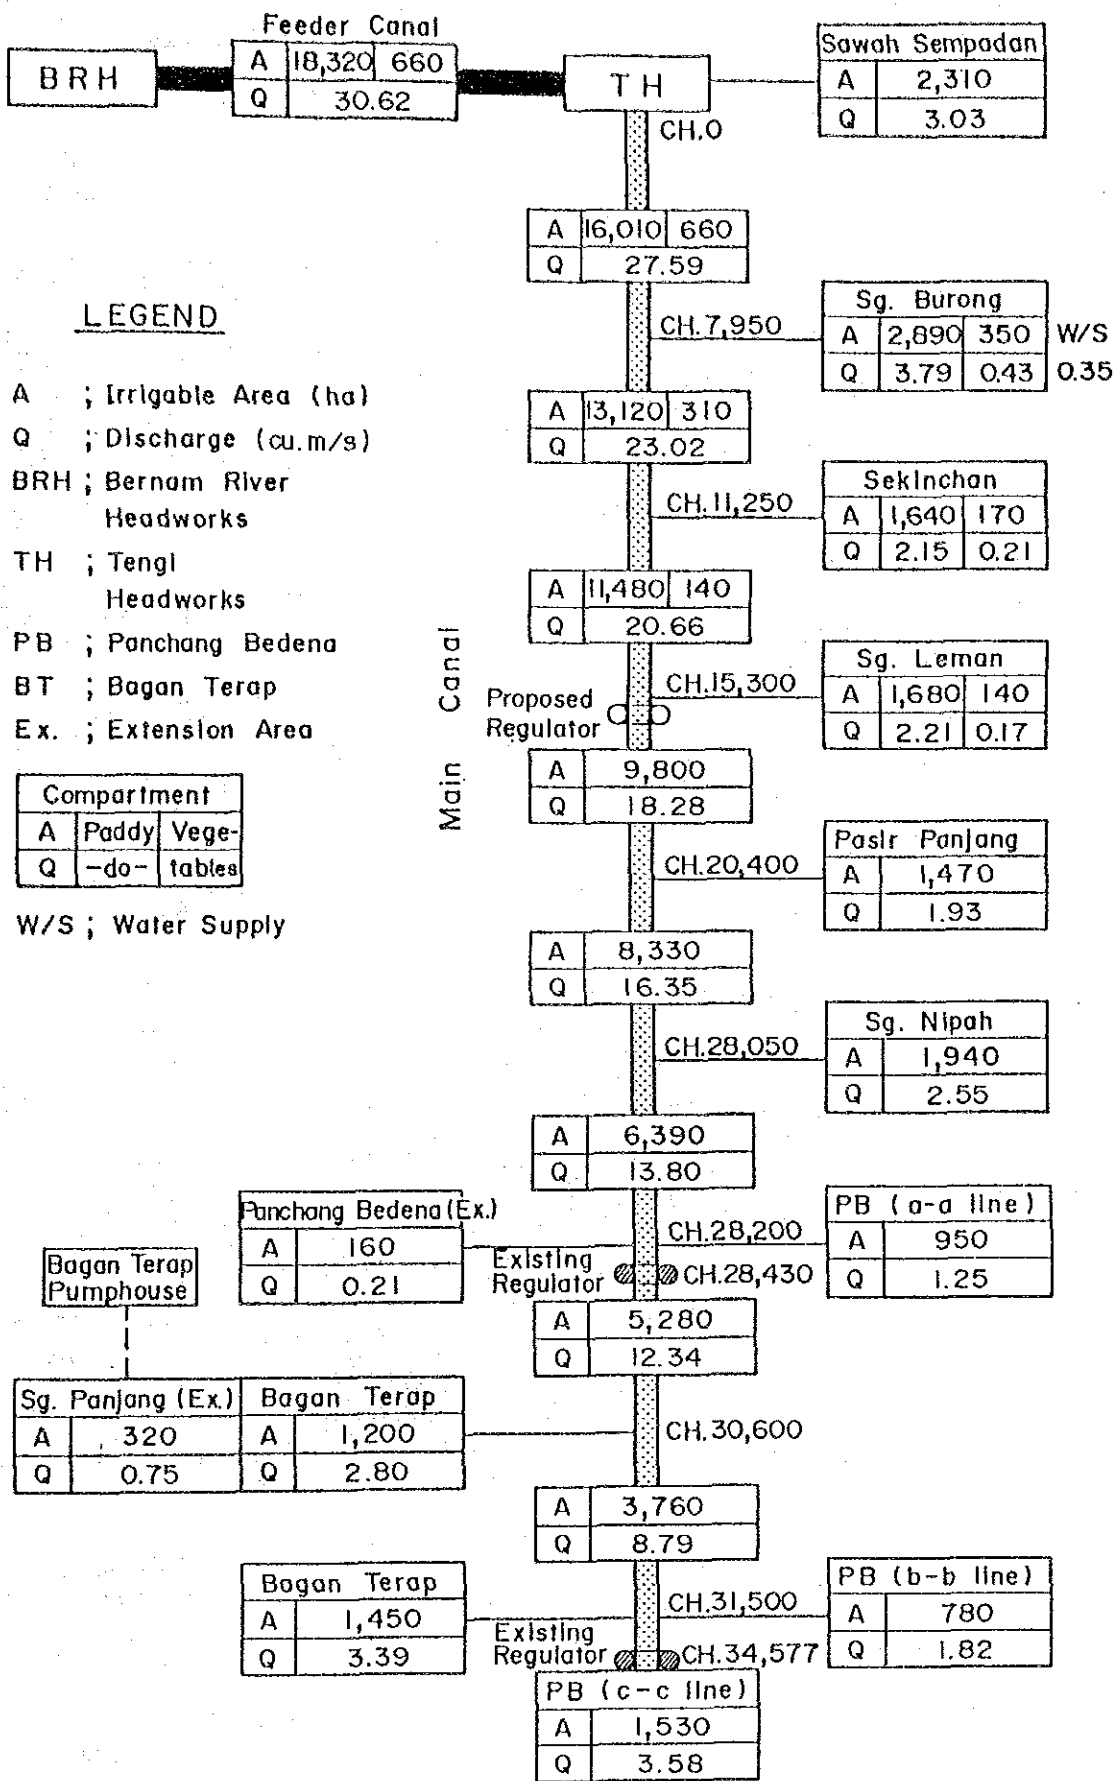 Feeder Canal
BRH
A 18,320 660
Q 30.62
TH
CH.0
Sawah Sempadan
A 2,310
Q 3.03
A 16,010 660
Q 27.59
LEGEND
A ; Irrigable Area (ha)
Q ; Discharge (cu.m/s)
BRH ; Bernam River
Headworks
TH ; Tengi
Headworks
PB ; Panchang Bedena
BT ; Bagan Terap
Ex. ; Extension Area
Compartment
A Paddy Vege-
Q -do- tables
W/S ; Water Supply
CH.7,950
Sg. Burong
A 2,890 350 W/S
Q 3.79 0.43 0.35
A 13,120 310
Q 23.02
CH.11,250
Sekinchan
A 1,640 170
Q 2.15 0.21
A 11,480 140
Q 20.66
Main Canal
CH.15,300
Proposed
Regulator
Sg. Leman
A 1,680 140
Q 2.21 0.17
A 9,800
Q 18.28
CH.20,400
Pasir Panjang
A 1,470
Q 1.93
A 8,330
Q 16.35
CH.28,050
Sg. Nipah
A 1,940
Q 2.55
A 6,390
Q 13.80
Panchang Bedena (Ex.)
A 160
Q 0.21
CH.28,200
PB (a-a line)
A 950
Q 1.25
Existing
Regulator
CH.28,430
Bagan Terap
Pumphouse
A 5,280
Q 12.34
Sg. Panjang (Ex.)
A 320
Q 0.75
Bagan Terap
A 1,200
Q 2.80
CH.30,600
A 3,760
Q 8.79
Bagan Terap
A 1,450
Q 3.39
CH.31,500
PB (b-b line)
A 780
Q 1.82
Existing
Regulator
CH.34,577
PB (c-c line)
A 1,530
Q 3.58